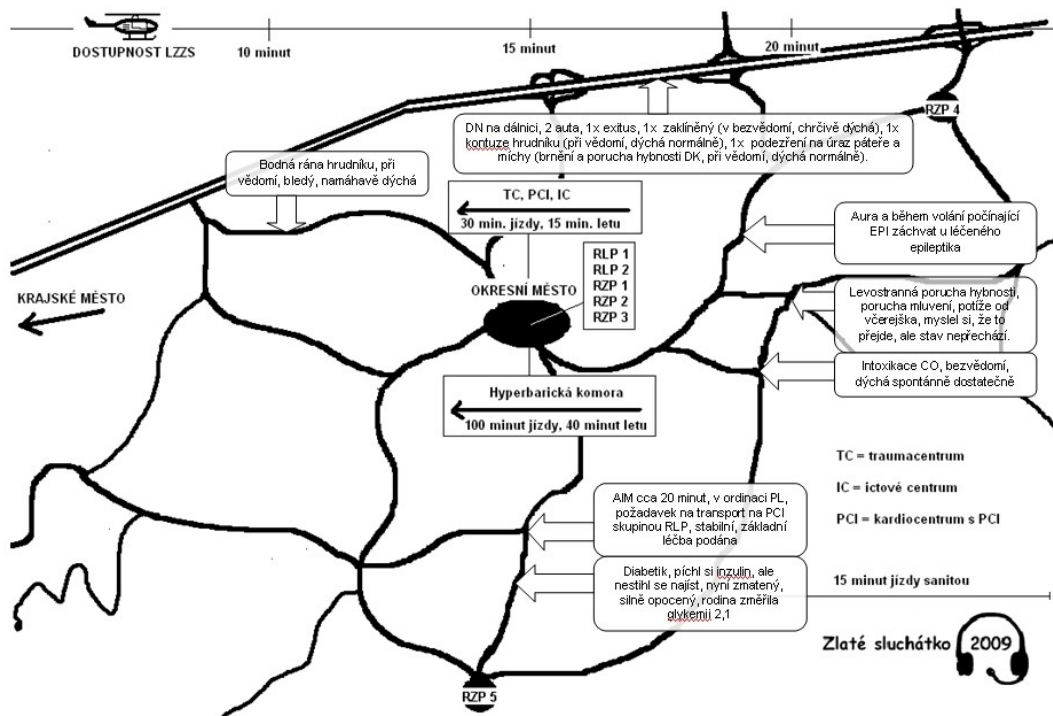 DOSTUPNOST LZZS
10 minut
15 minut
20 minut
RZP 4
DN na dálnici, 2 auta, 1x exitus, 1x zaklíněný (v bezvědomí, chrčivě dýchá), 1x
kontuze hrudníku (při vědomí, dýchá normálně), 1x podezření na úraz páteře a
míchy (brnění a porucha hybnosti DK, při vědomí, dýchá normálně).
Bodná rána hrudníku, při
vědomí, bledý, namáhavě dýchá
TC, PCI, IC
30 min. jízdy, 15 min. letu
Aura a během volání počínající
EPI záchvat u léčeného
epileptika
RLP 1
RLP 2
RZP 1
RZP 2
RZP 3
OKRESNÍ MĚSTO
KRAJSKÉ MĚSTO
Levostranná porucha hybnosti,
porucha mluvení, potíže od
včerejška, myslel si, že to
přejde, ale stav nepřechází.
Intoxikace CO, bezvědomí,
dýchá spontánně dostatečně
Hyperbarická komora
100 minut jízdy, 40 minut letu
TC = traumacentrum
IC = ictové centrum
PCI = kardiocentrum s PCI
AIM cca 20 minut, v ordinaci PL,
požadavek na transport na PCI
skupinou RLP, stabilní, základní
léčba podána
Diabetik, píchl si inzulin, ale
nestihl se najíst, nyní zmatený,
silně opocený, rodina změřila
glykemii 2,1
15 minut jízdy sanitou
Zlaté sluchátko
2009
RZP 5